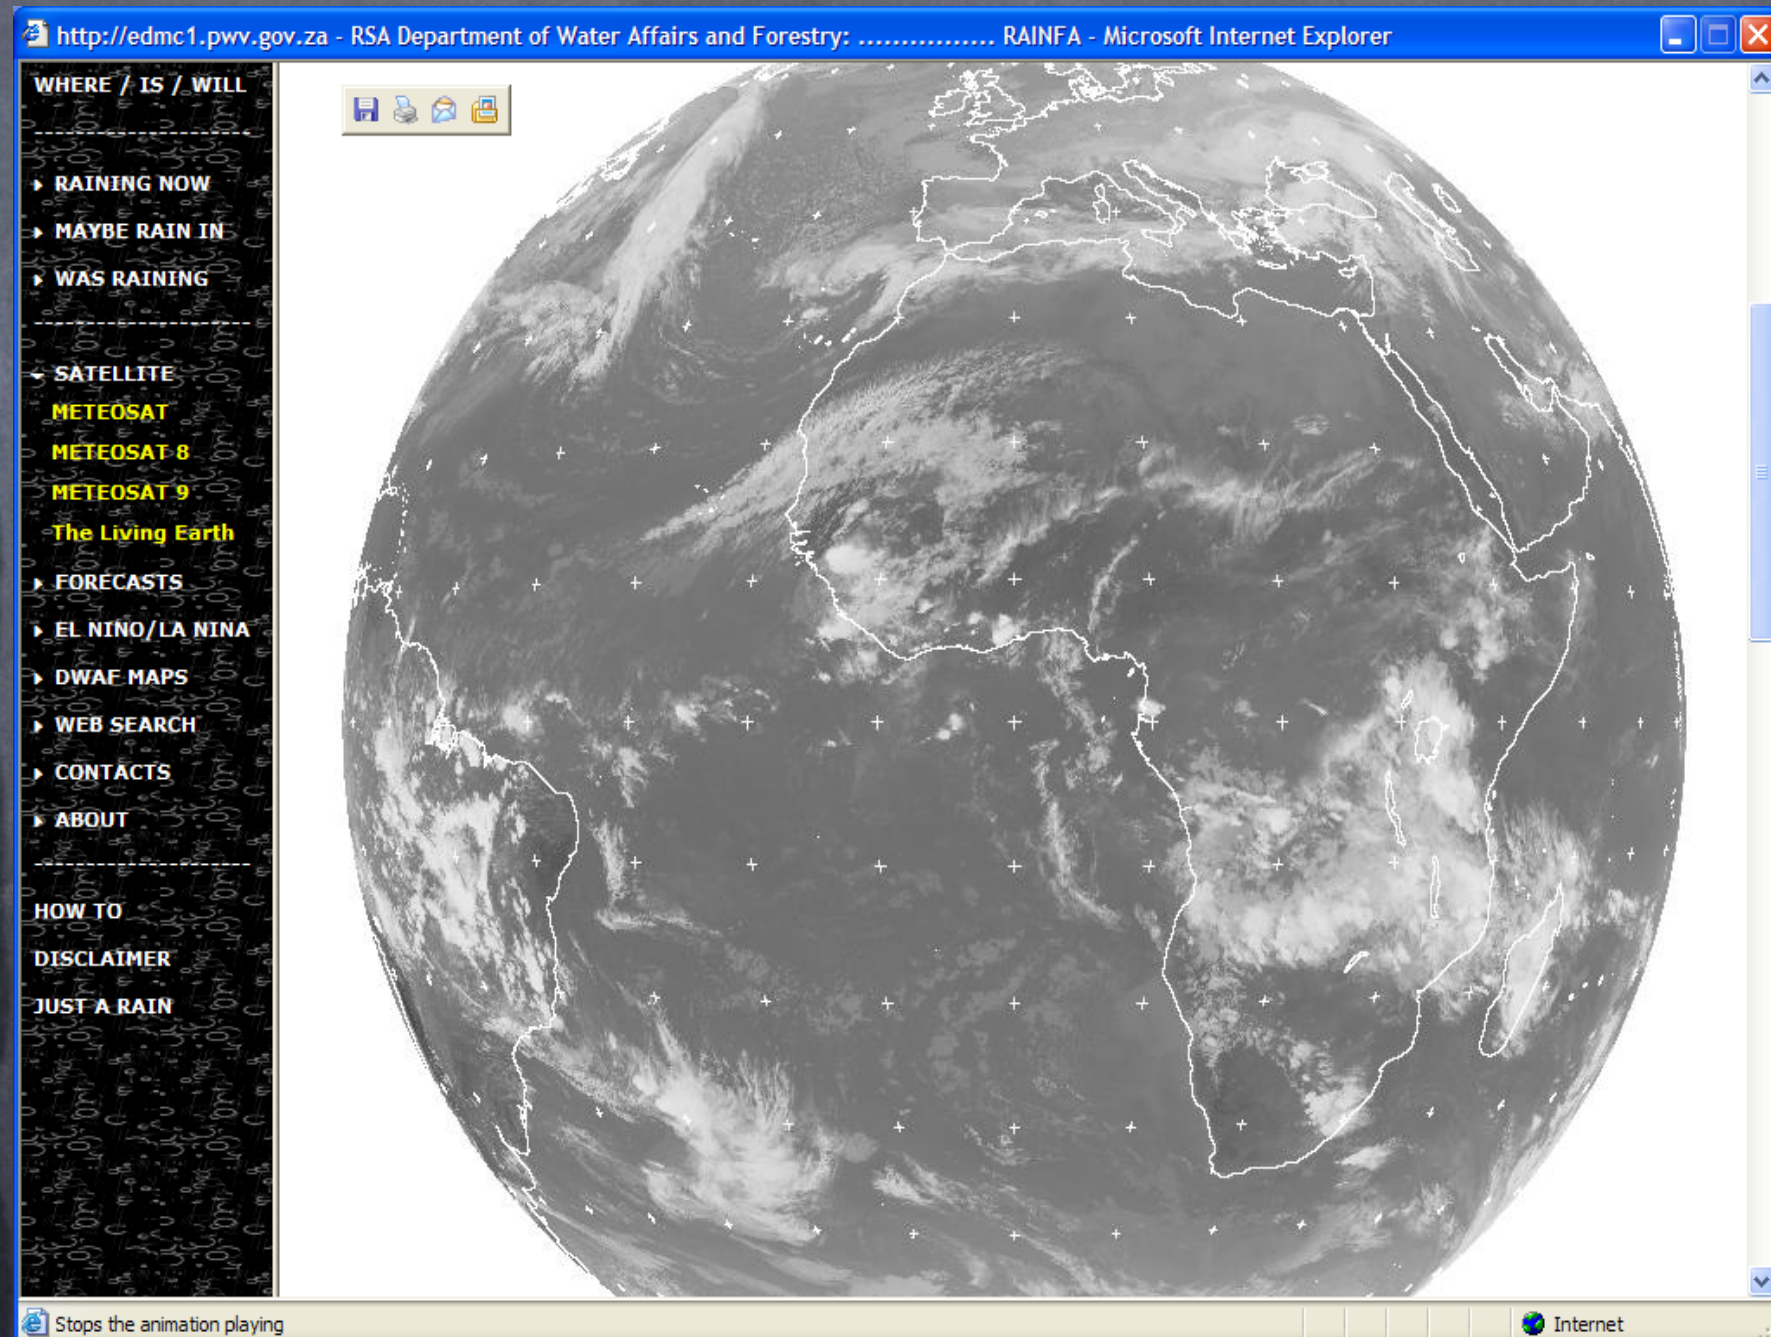 http://edmc1.pwv.gov.za - RSA Department of Water Affairs and Forestry: ................ RAINFA - Microsoft Internet Explorer
WHERE / IS / WILL
-----------------------
RAINING NOW
MAYBE RAIN IN
WAS RAINING
-----------------------
SATELLITE
METEOSAT
METEOSAT 8
METEOSAT 9
The Living Earth
FORECASTS
EL NINO/LA NINA
DWAF MAPS
WEB SEARCH
CONTACTS
ABOUT
-----------------------
HOW TO
DISCLAIMER
JUST A RAIN
Stops the animation playing
Internet